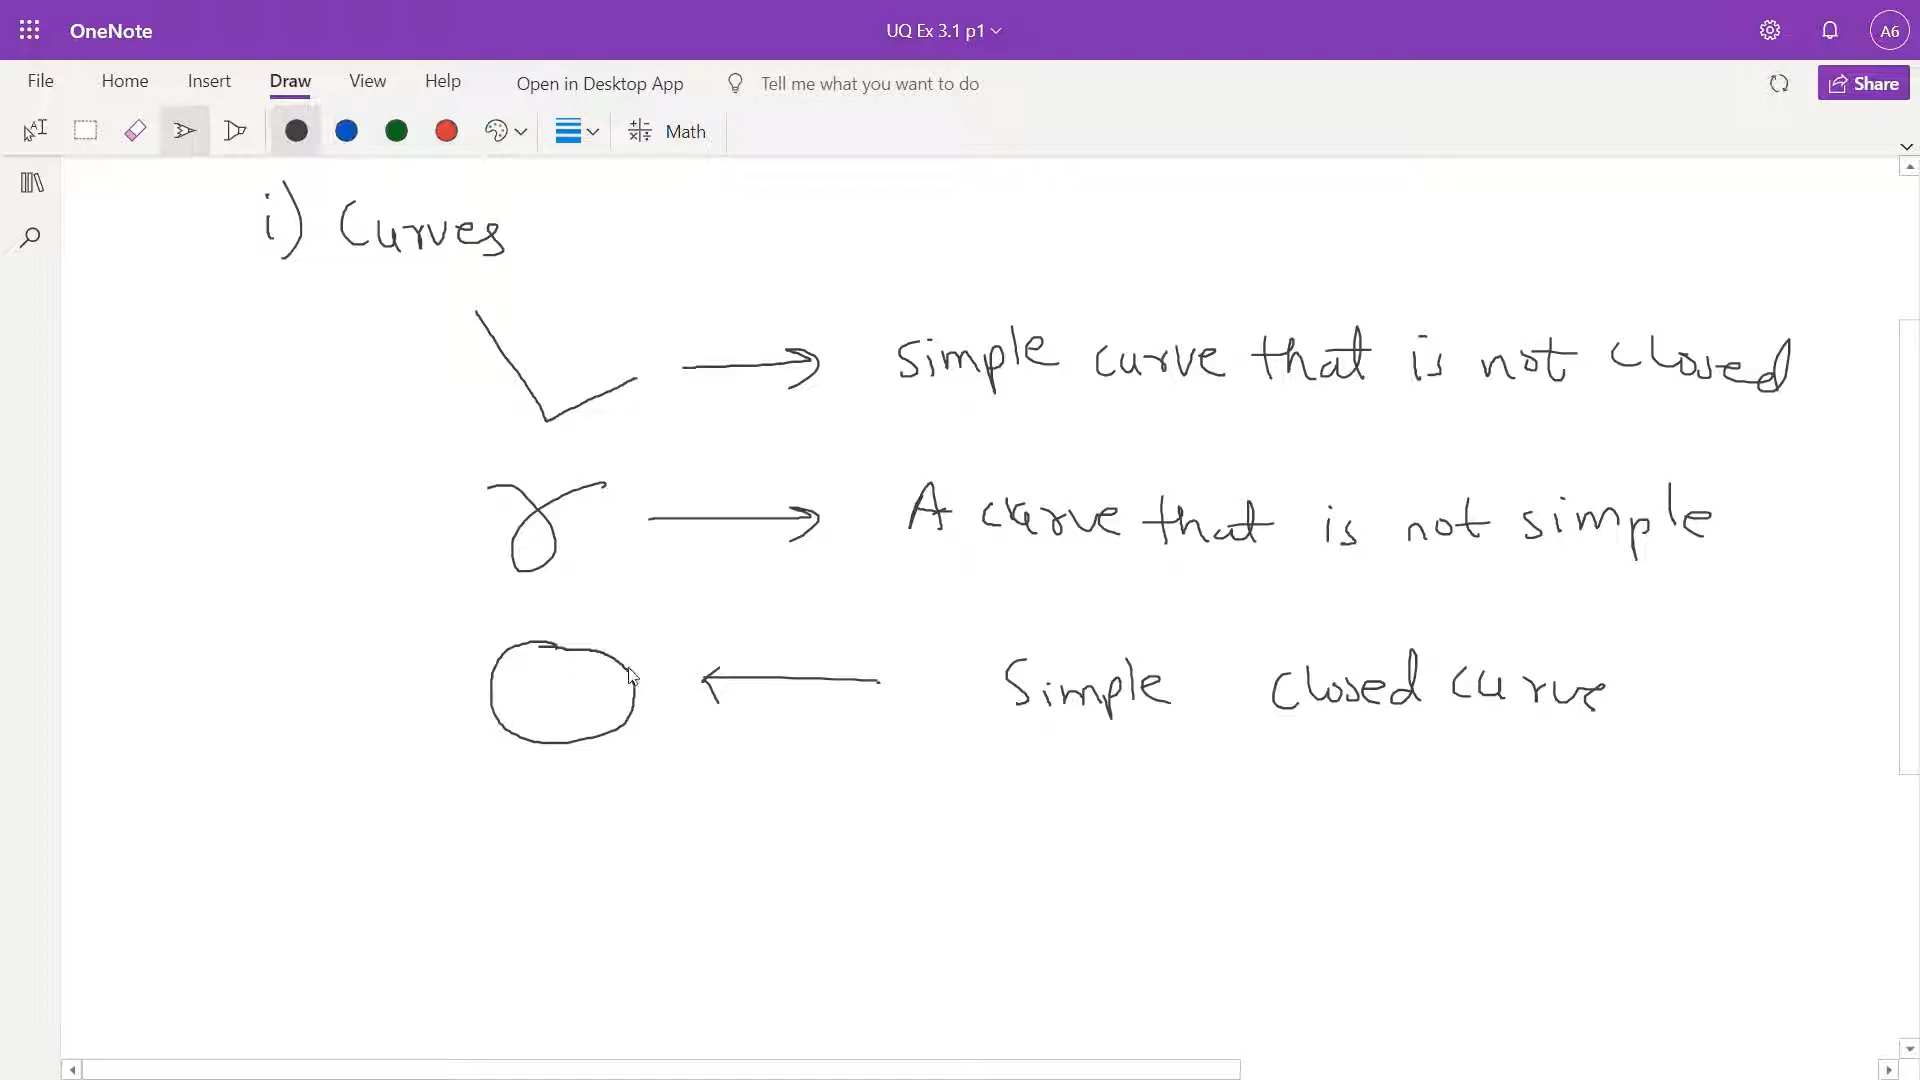 OneNote
UQ Ex 3.1 p1
A6
File Home Insert Draw View Help Open in Desktop App Tell me what you want to do Share
Math
i) Curves
simple curve that is not closed
A curve that is not simple
Simple closed curve